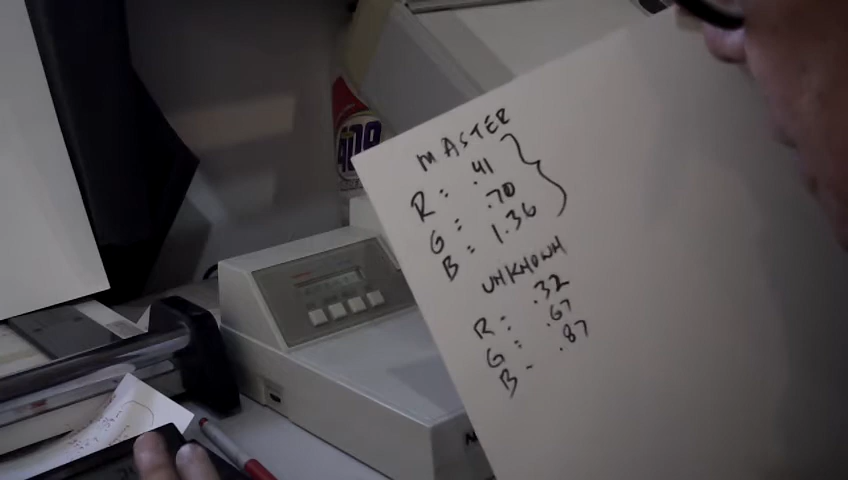 409
MASTER
R = .41
G = .70
B = 1.36
UNKNOWN
R = .32
G = .67
B - .87